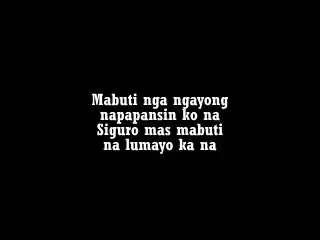 Mabuti nga ngayong
napapansin ko na
Siguro mas mabuti
na lumayo ka na